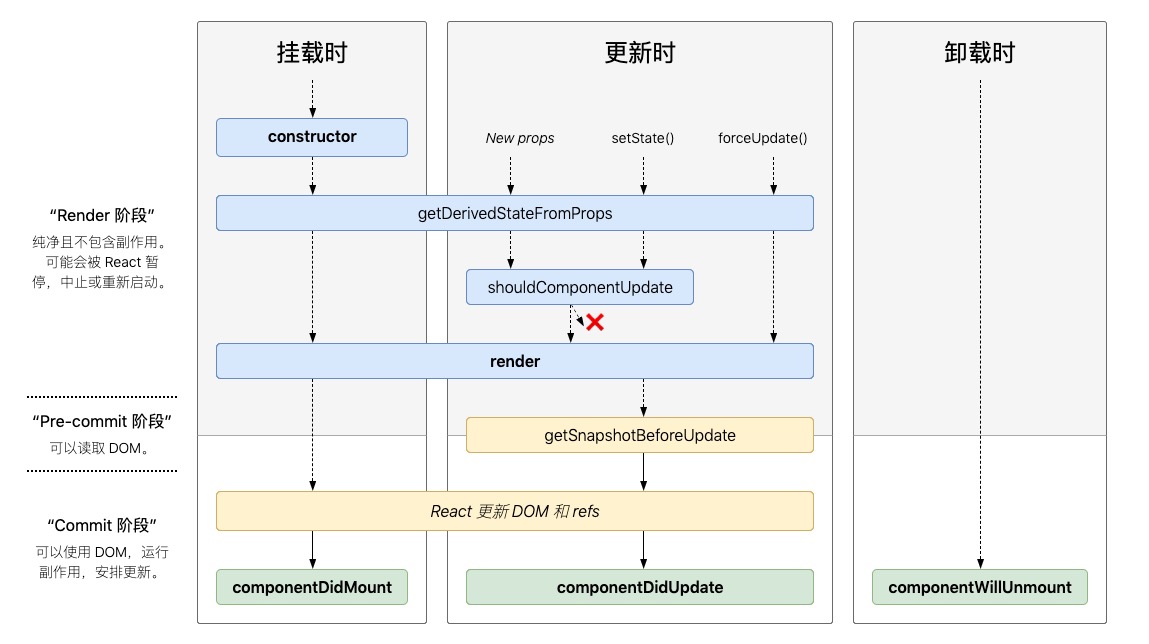 挂载时
更新时
卸载时
constructor
New props
setState()
forceUpdate()
“Render 阶段”
纯净且不包含副作用。
可能会被 React 暂
停，中止或重新启动。
getDerivedStateFromProps
shouldComponentUpdate
render
“Pre-commit 阶段”
可以读取 DOM。
getSnapshotBeforeUpdate
“Commit 阶段”
可以使用 DOM，运行
副作用，安排更新。
React 更新 DOM 和 refs
componentDidMount
componentDidUpdate
componentWillUnmount